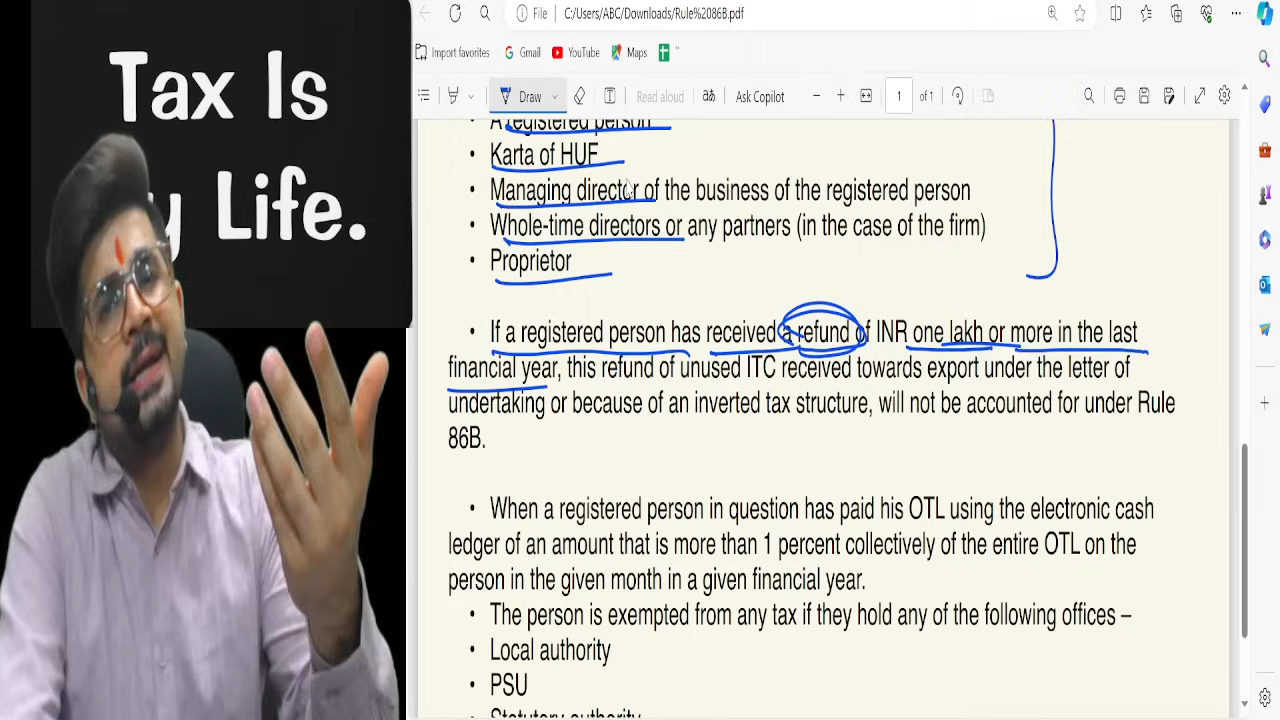 Tax Is
y Life.
File
C:/Users/ABC/Downloads/Rule%2086B.pdf
Import favorites
Gmail
YouTube
Maps
Draw
Read aloud
Ask Copilot
1
of 1
• A registered person
• Karta of HUF
• Managing director of the business of the registered person
• Whole-time directors or any partners (in the case of the firm)
• Proprietor
• If a registered person has received a refund of INR one lakh or more in the last
financial year, this refund of unused ITC received towards export under the letter of
undertaking or because of an inverted tax structure, will not be accounted for under Rule
86B.
• When a registered person in question has paid his OTL using the electronic cash
ledger of an amount that is more than 1 percent collectively of the entire OTL on the
person in the given month in a given financial year.
• The person is exempted from any tax if they hold any of the following offices –
• Local authority
• PSU
• Statutory authority